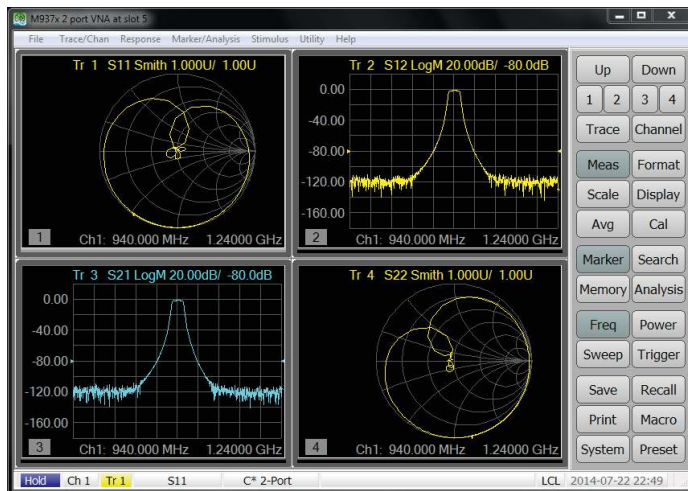 M937x 2 port VNA at slot 5
File Trace/Chan Response Marker/Analysis Stimulus Utility Help
Tr 1 S11 Smith 1.000U/ 1.00U
1
Ch1: 940.000 MHz 1.24000 GHz
Tr 2 S12 LogM 20.00dB/ -80.0dB
0.00
-40.00
-80.00
-120.00
-160.00
2
Ch1: 940.000 MHz 1.24000 GHz
Tr 3 S21 LogM 20.00dB/ -80.0dB
0.00
-40.00
-80.00
-120.00
-160.00
3
Ch1: 940.000 MHz 1.24000 GHz
Tr 4 S22 Smith 1.000U/ 1.00U
4
Ch1: 940.000 MHz 1.24000 GHz
Up Down
1 2 3 4
Trace Channel
Meas Format
Scale Display
Avg Cal
Marker Search
Memory Analysis
Freq Power
Sweep Trigger
Save Recall
Print Macro
System Preset
Hold Ch 1 Tr 1 S11 C* 2-Port LCL 2014-07-22 22:49